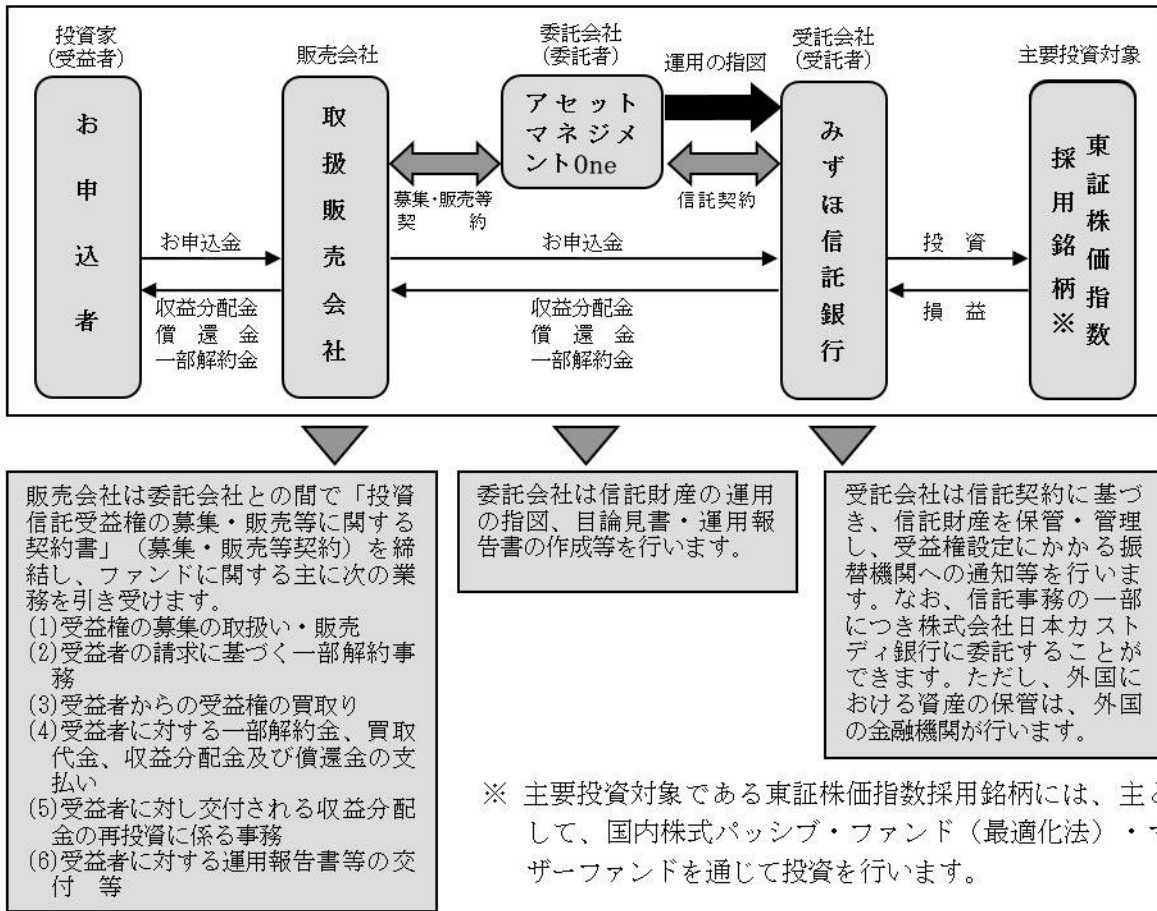 投資家
(受益者)
販売会社
委託会社
(委託者)
運用の指図
受託会社
(受託者)
主要投資対象
お申込者
取扱販売会社
アセット
マネジメ
ントOne
みずほ信託銀行
東証株価指数
採用銘柄※
募集・販売等
契　　約
信託契約
お申込金
お申込金
投　資
収益分配金
償　還　金
一部解約金
収益分配金
償　還　金
一部解約金
損　益
販売会社は委託会社との間で「投資
信託受益権の募集・販売等に関する
契約書」（募集・販売等契約）を締
結し、ファンドに関する主に次の業
務を引き受けます。
(1)受益権の募集の取扱い・販売
(2)受益者の請求に基づく一部解約事
務
(3)受益者からの受益権の買取り
(4)受益者に対する一部解約金、買取
代金、収益分配金及び償還金の支
払い
(5)受益者に対し交付される収益分配
金の再投資に係る事務
(6)受益者に対する運用報告書等の交
付　等
委託会社は信託財産の運用
の指図、目論見書・運用報
告書の作成等を行います。
受託会社は信託契約に基づ
き、信託財産を保管・管理
し、受益権設定にかかる振
替機関への通知等を行いま
す。なお、信託事務の一部
につき株式会社日本カスト
ディ銀行に委託することが
できます。ただし、外国に
おける資産の保管は、外国
の金融機関が行います。
※ 主要投資対象である東証株価指数採用銘柄には、主と
して、国内株式パッシブ・ファンド（最適化法）・マ
ザーファンドを通じて投資を行います。